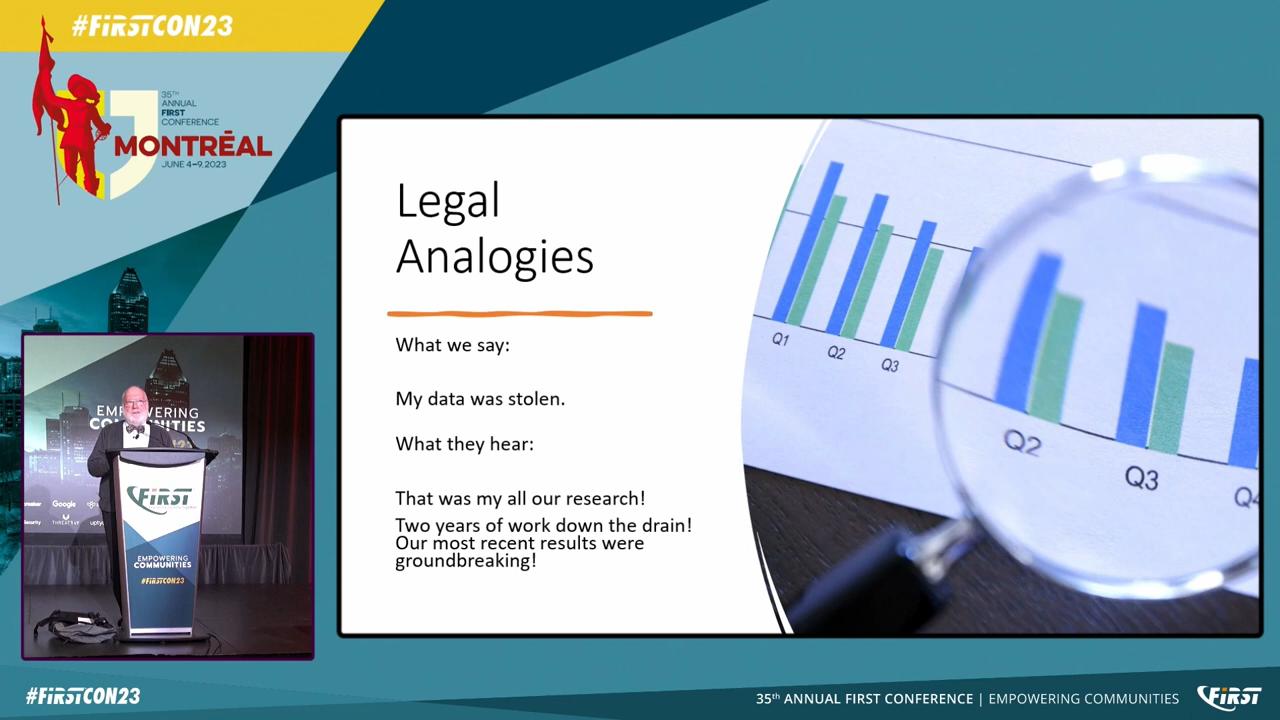 #FiRSTCON23
35TH
ANNUAL
FIRST
CONFERENCE
MONTRĒAL
JUNE 4–9, 2023
Legal
Analogies
What we say:
My data was stolen.
What they hear:
That was my all our research!
Two years of work down the drain!
Our most recent results were
groundbreaking!
Q1
Q2
Q3
Q2
Q3
EMPOWERING
Google
THREATRAY
FiRST
EMPOWERING
COMMUNITIES
#FiRSTCON23
#FiRSTCON23
35th ANNUAL FIRST CONFERENCE | EMPOWERING COMMUNITIES
FiRST